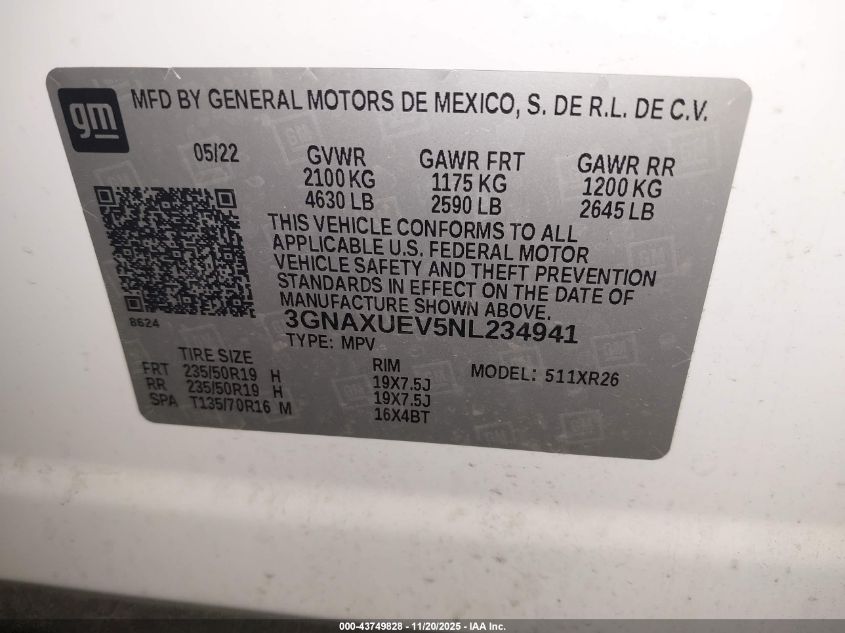 gm
MFD BY GENERAL MOTORS DE MEXICO, S. DE R.L. DE C.V.
05/22 GVWR GAWR FRT GAWR RR
2100 KG 1175 KG 1200 KG
4630 LB 2590 LB 2645 LB
THIS VEHICLE CONFORMS TO ALL
APPLICABLE U.S. FEDERAL MOTOR
VEHICLE SAFETY AND THEFT PREVENTION
STANDARDS IN EFFECT ON THE DATE OF
MANUFACTURE SHOWN ABOVE.
8624
3GNAXUEV5NL234941
TYPE: MPV
TIRE SIZE RIM MODEL: 511XR26
FRT 235/50R19 H 19X7.5J
RR 235/50R19 H 19X7.5J
SPA T135/70R16 M 16X4BT
000-43749828 - 11/20/2025 - IAA Inc.